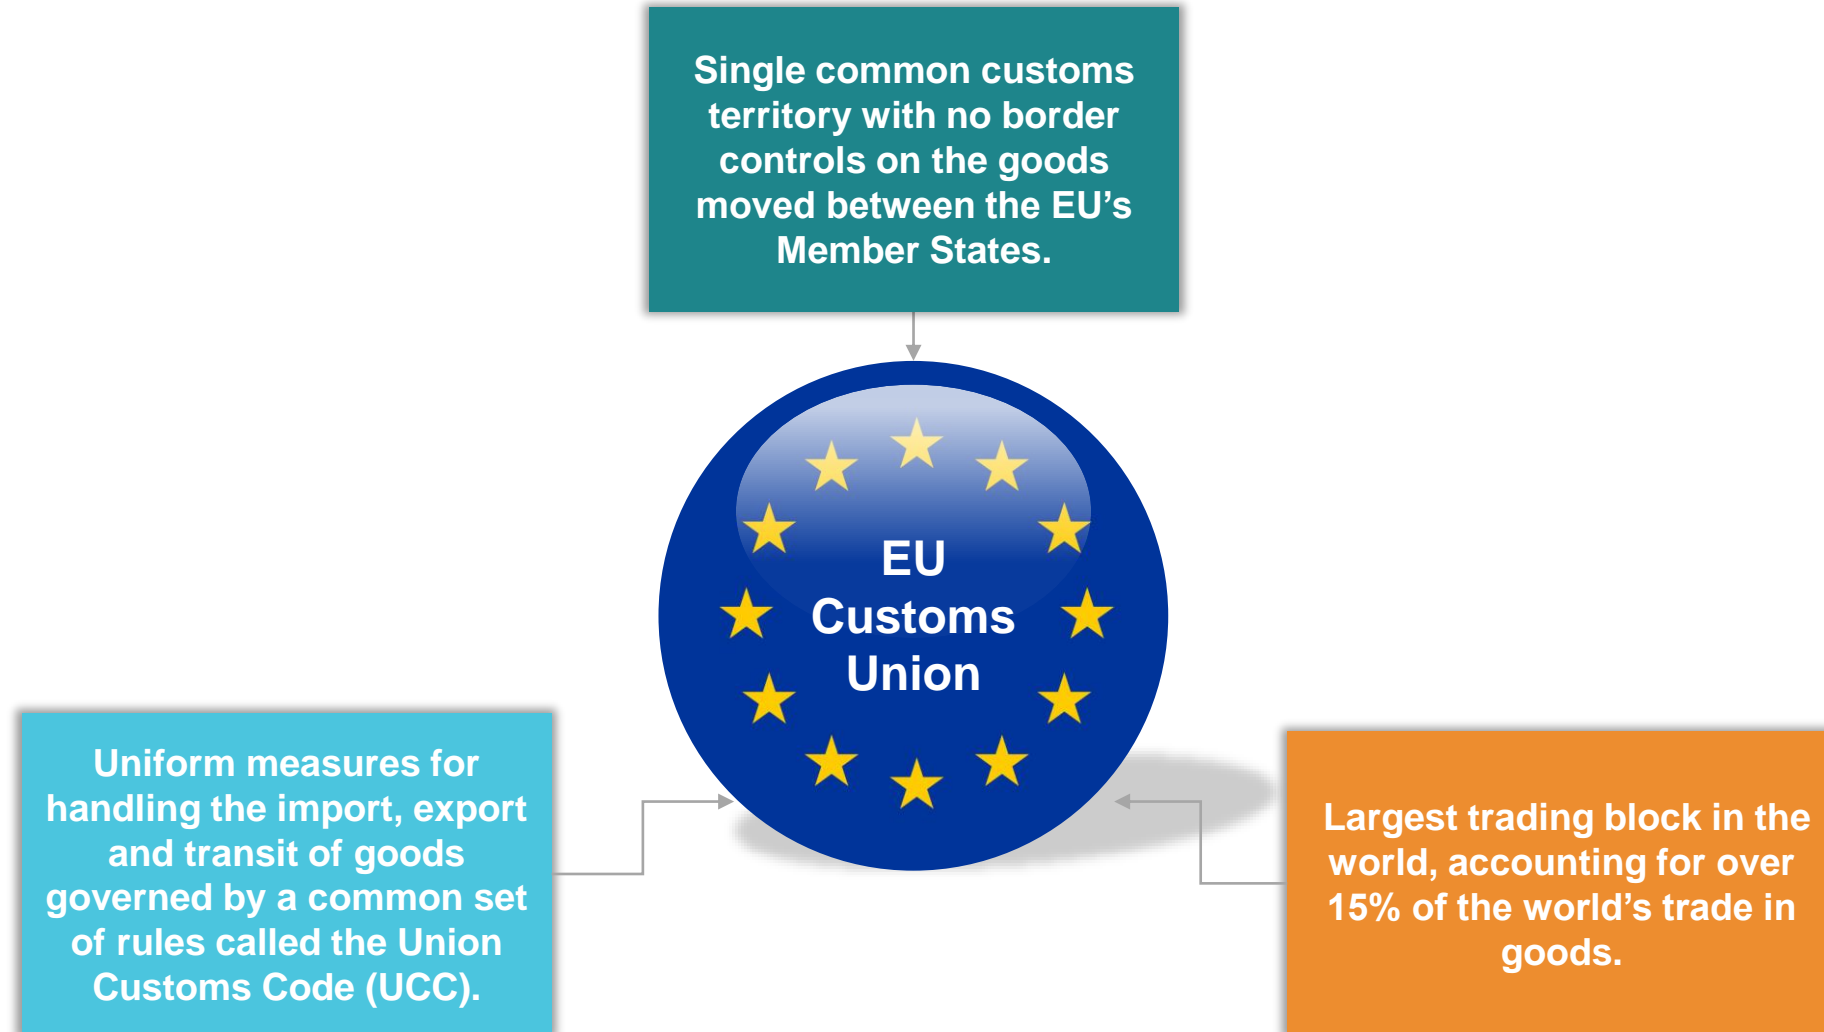 Single common customs
territory with no border
controls on the goods
moved between the EU’s
Member States.
EU
Customs
Union
Uniform measures for
handling the import, export
and transit of goods
governed by a common set
of rules called the Union
Customs Code (UCC).
Largest trading block in the
world, accounting for over
15% of the world’s trade in
goods.